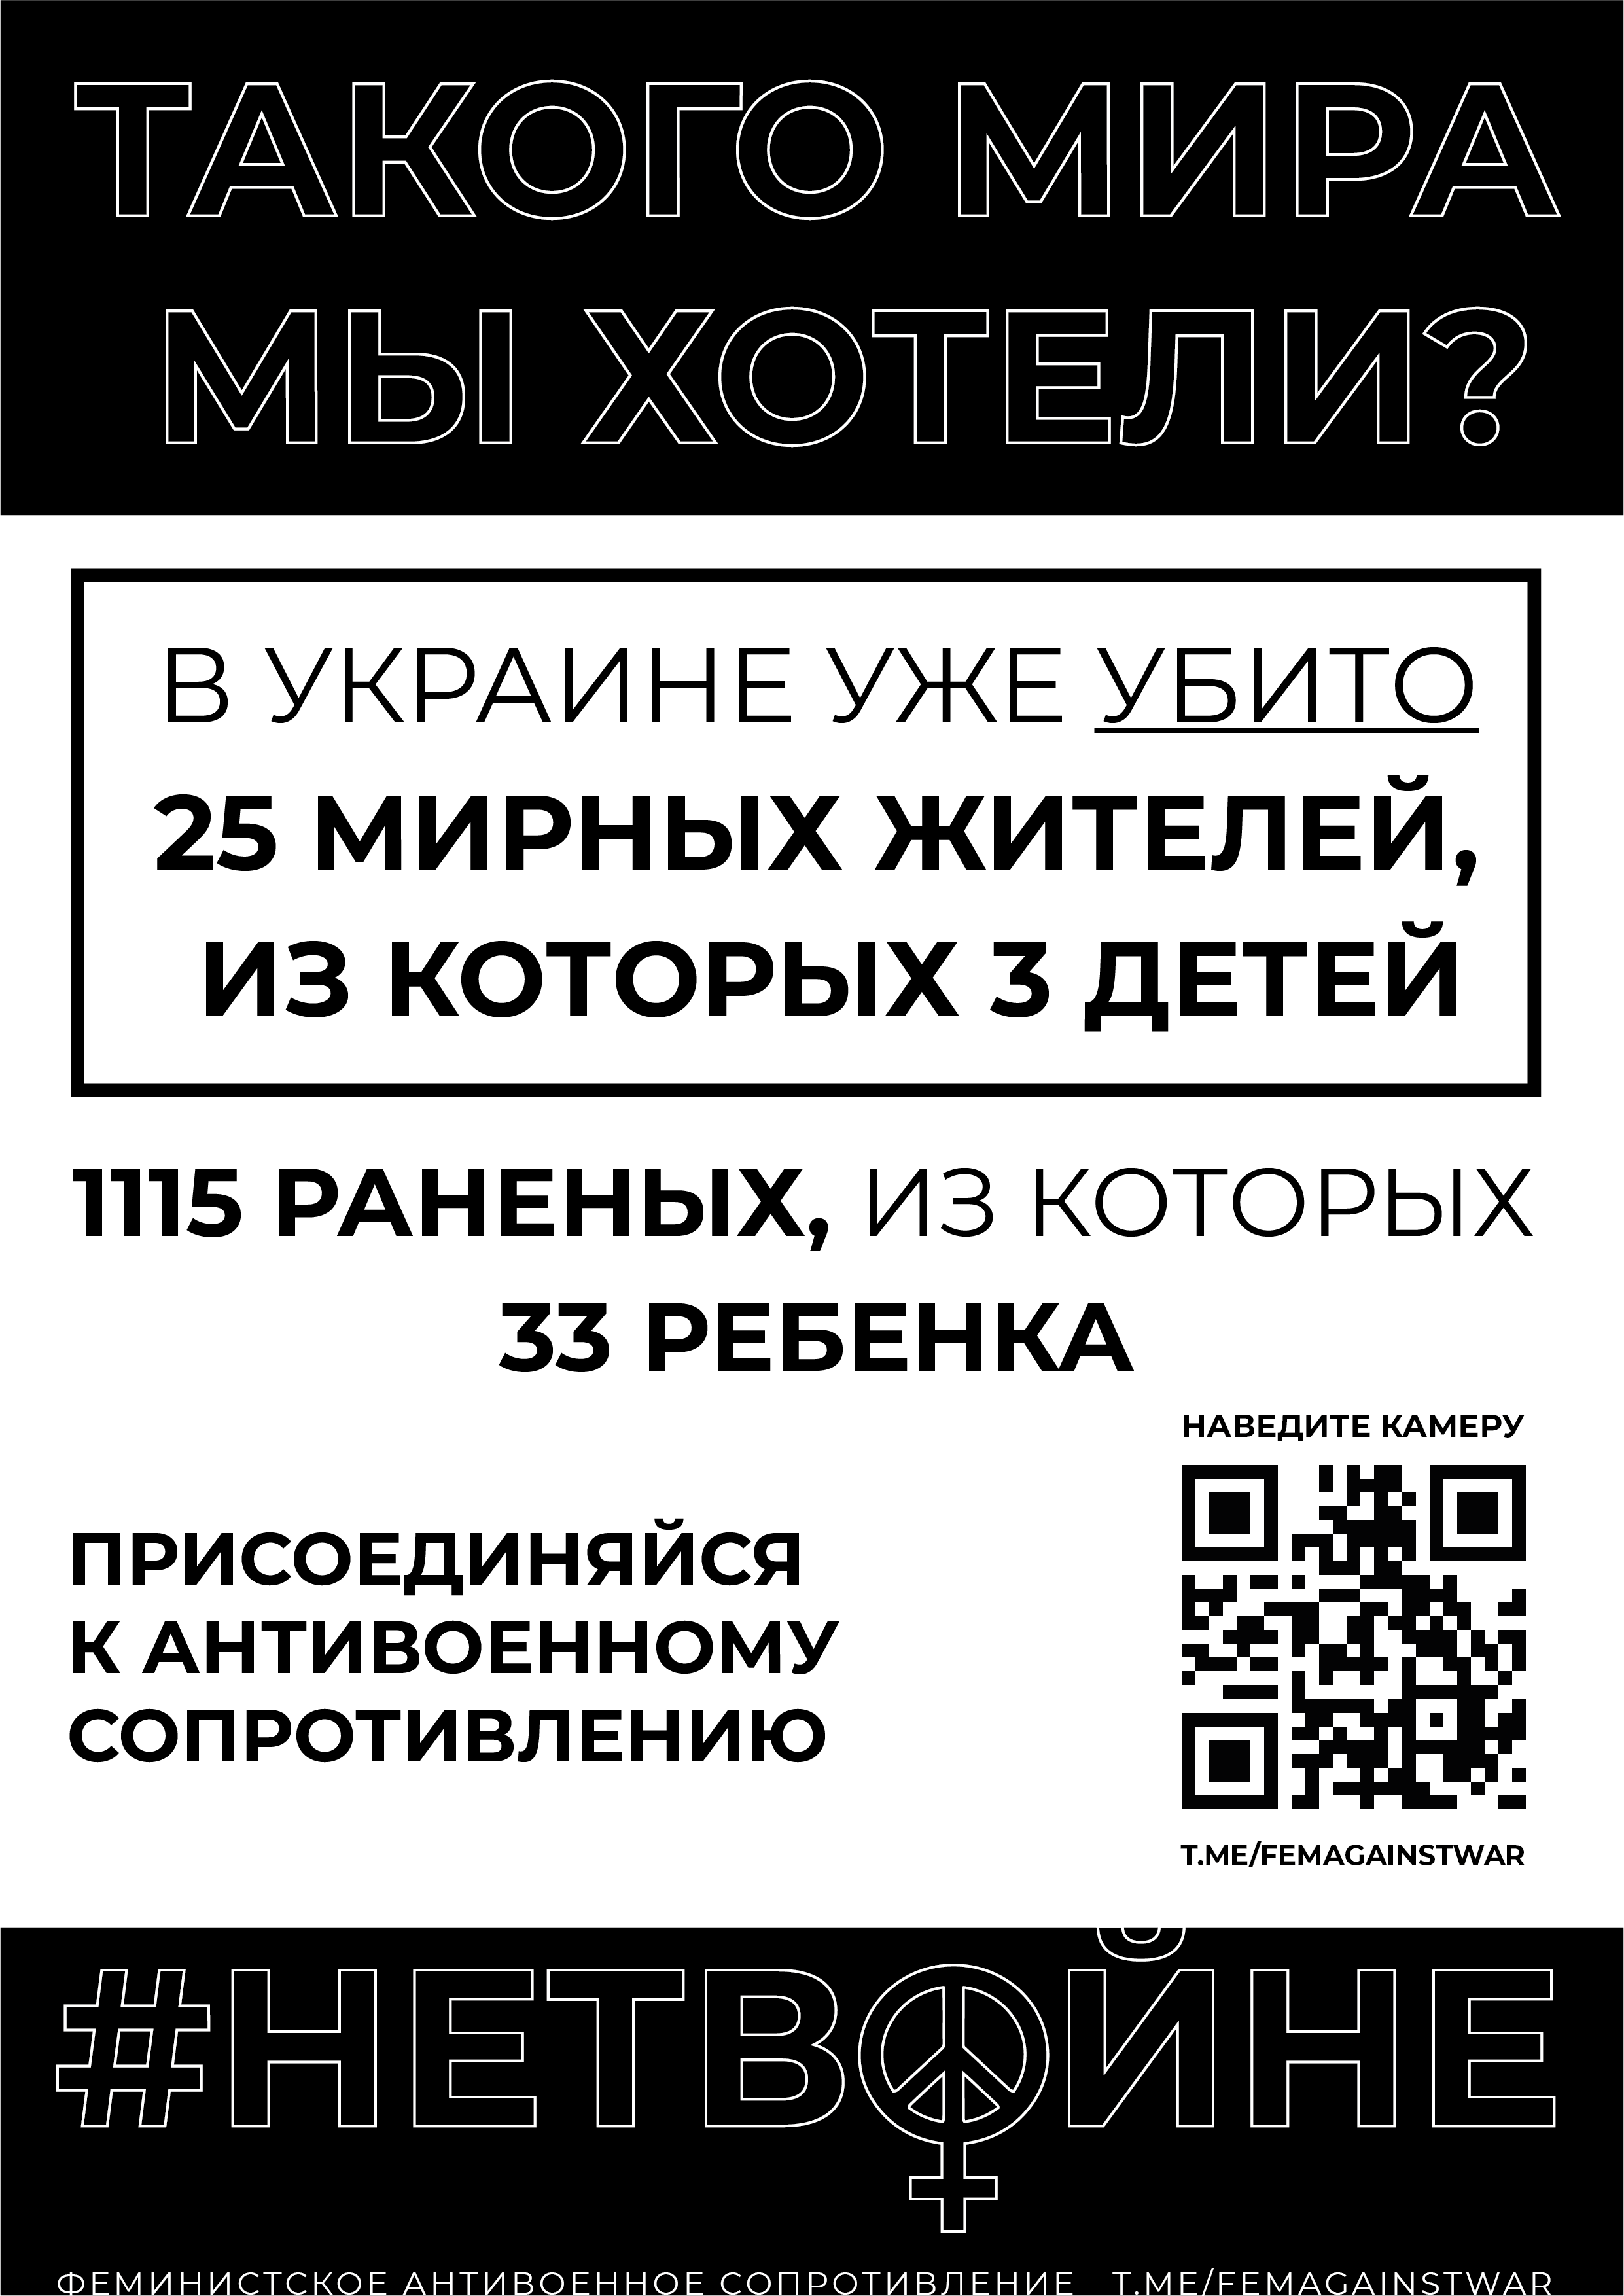 ТАКОГО МИРА
МЫ ХОТЕЛИ?
В УКРАИНЕ УЖЕ УБИТО
25 МИРНЫХ ЖИТЕЛЕЙ,
ИЗ КОТОРЫХ 3 ДЕТЕЙ
1115 РАНЕНЫХ, ИЗ КОТОРЫХ
33 РЕБЕНКА
НАВЕДИТЕ КАМЕРУ
ПРИСОЕДИНЯЙСЯ
К АНТИВОЕННОМУ
СОПРОТИВЛЕНИЮ
T.ME/FEMAGAINSTWAR
#НЕТВОЙНЕ
ФЕМИНИСТСКОЕ АНТИВОЕННОЕ СОПРОТИВЛЕНИЕ T.ME/FEMAGAINSTWAR